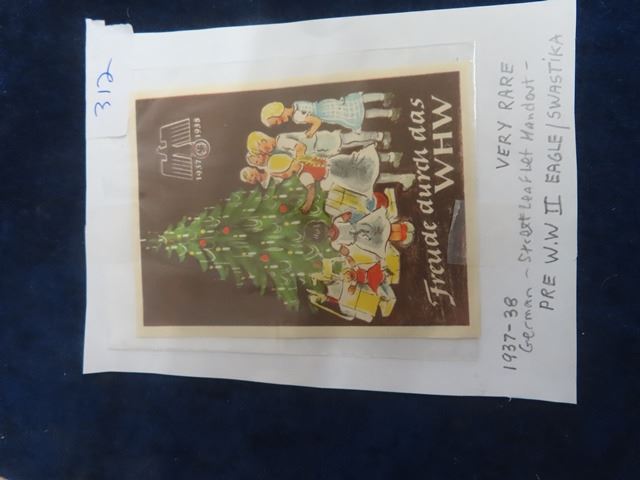 312
1937 1938
Freude durch das
WHW
VERY RARE
1937-38
German - Street Leaflet Handout -
PRE W.W II EAGLE/SWASTIKA